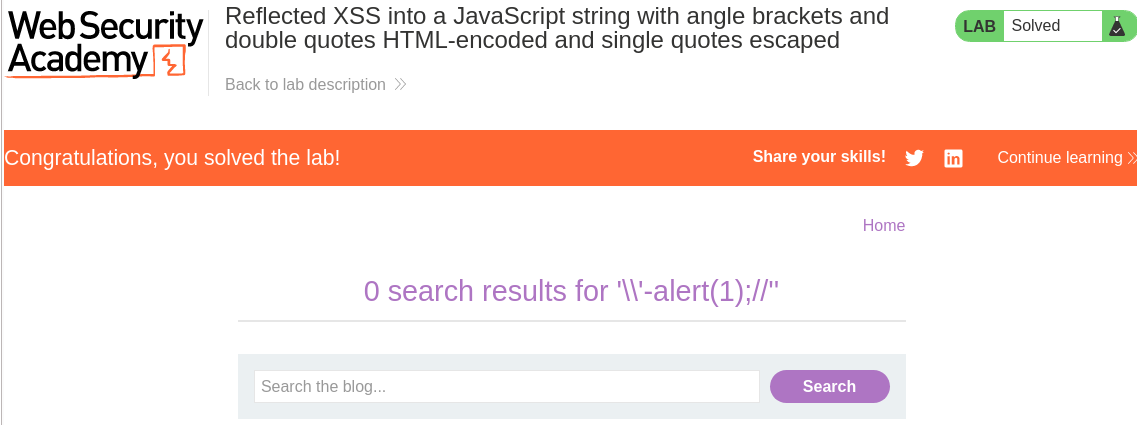 Web Security
Academy
Reflected XSS into a JavaScript string with angle brackets and
double quotes HTML-encoded and single quotes escaped
Back to lab description
LAB Solved
Congratulations, you solved the lab!
Share your skills!
Continue learning
Home
0 search results for '\\'-alert(1);//''
Search the blog...
Search